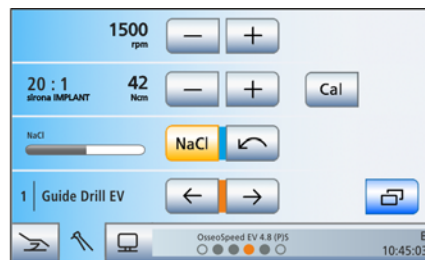 1500
rpm
20 : 1
sirona IMPLANT
42
Ncm
Cal
NaCl
NaCl
1 Guide Drill EV
OsseoSpeed EV 4.8 (P)S
E
10:45:03